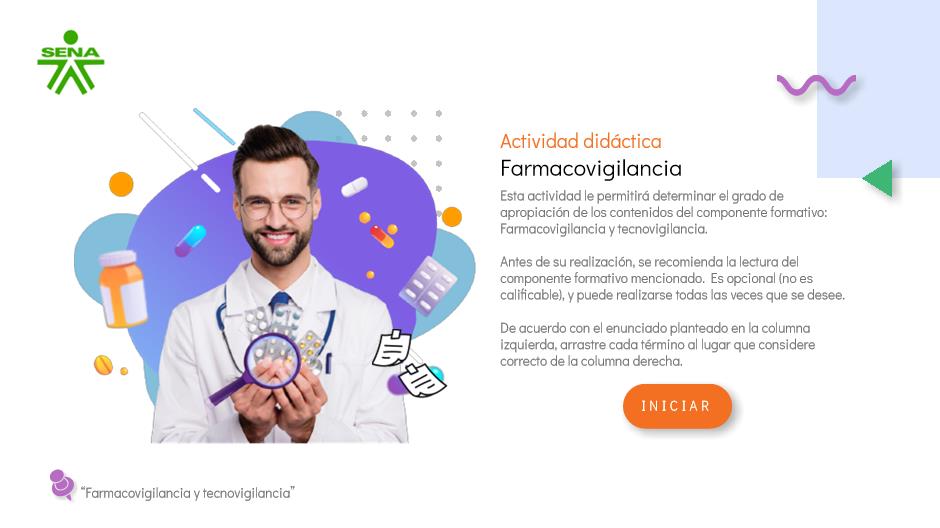 SENA
Actividad didáctica
Farmacovigilancia
Esta actividad le permitirá determinar el grado de
apropiación de los contenidos del componente formativo:
Farmacovigilancia y tecnovigilancia.
Antes de su realización, se recomienda la lectura del
componente formativo mencionado. Es opcional (no es
calificable), y puede realizarse todas las veces que se desee.
De acuerdo con el enunciado planteado en la columna
izquierda, arrastre cada término al lugar que considere
correcto de la columna derecha.
INICIAR
“Farmacovigilancia y tecnovigilancia”